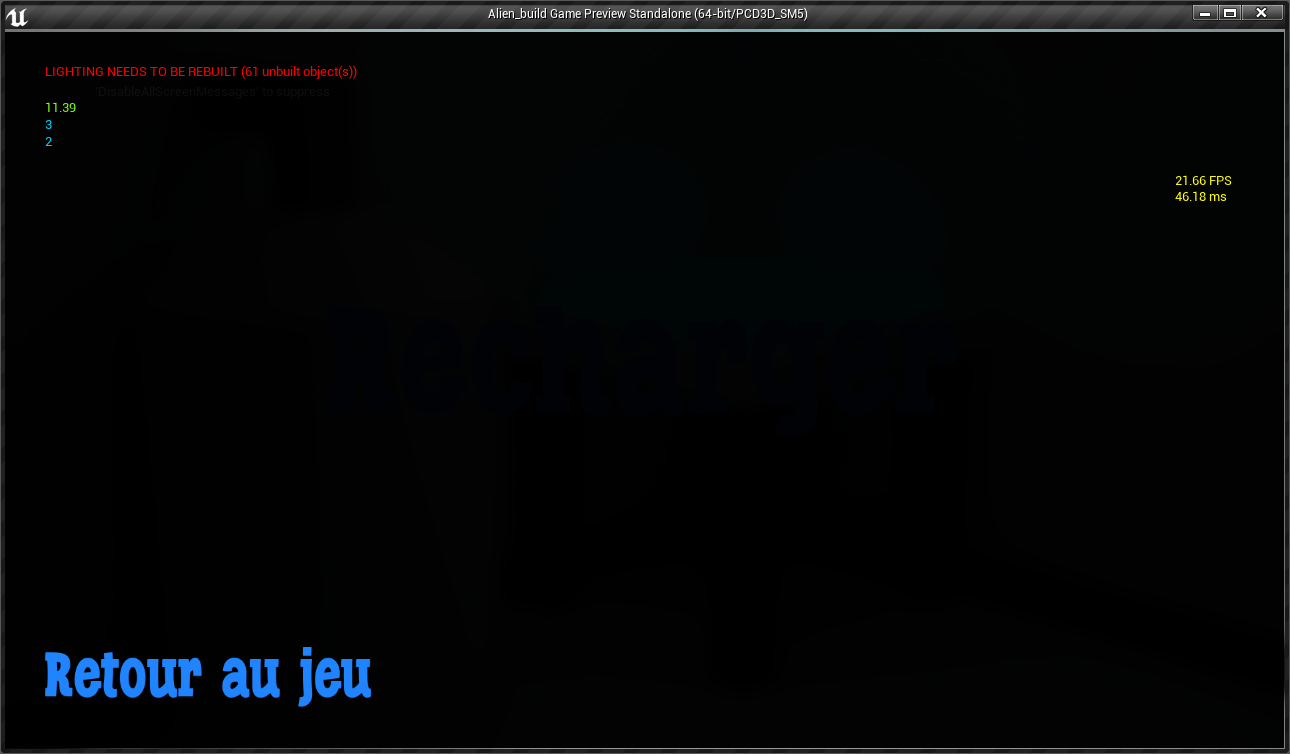 Alien_build Game Preview Standalone (64-bit/PCD3D_SM5)
LIGHTING NEEDS TO BE REBUILT (61 unbuilt object(s))
'DisableAllScreenMessages' to suppress
11.39
3
2
21.66 FPS
46.18 ms
Recharger
Retour au jeu